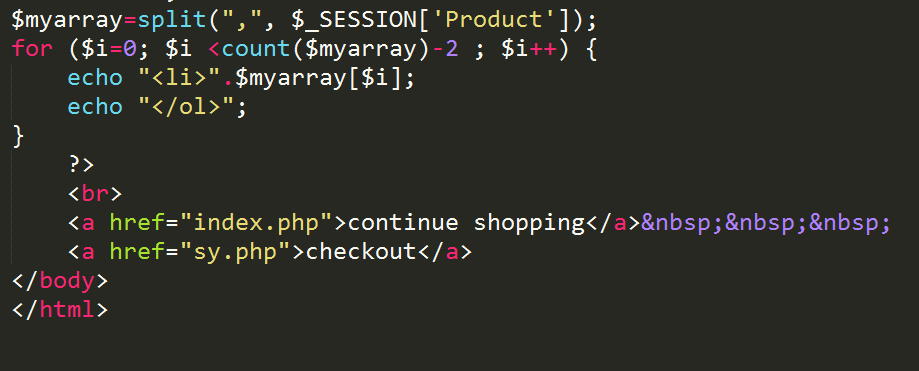 $myarray=split(",", $_SESSION['Product']);
for ($i=0; $i <count($myarray)-2 ; $i++) {
    echo "<li>".$myarray[$i];
    echo "</ol>";
}
    ?>
    <br>
    <a href="index.php">continue shopping</a>&nbsp;&nbsp;&nbsp;
    <a href="sy.php">checkout</a>
</body>
</html>